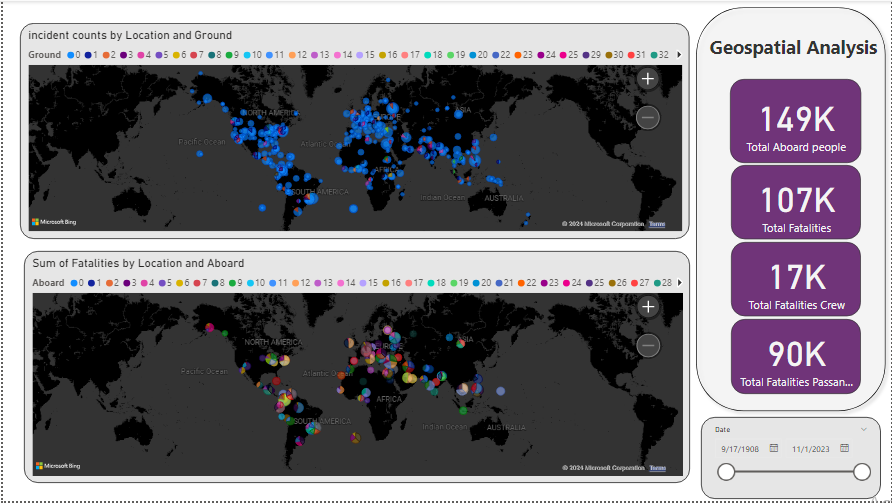 incident counts by Location and Ground
Ground 0 1 2 3 4 5 6 7 8 9 10 11 12 13 14 15 16 17 18 19 20 22 23 24 25 29 30 31 32
NORTH AMERICA
EUROPE
ASIA
Pacific Ocean
Atlantic Ocean
AFRICA
SOUTH AMERICA
Indian Ocean
AUSTRALIA
Microsoft Bing
© 2024 Microsoft Corporation Terms
Sum of Fatalities by Location and Aboard
Aboard 0 1 2 3 4 5 6 7 8 9 10 11 12 13 14 15 16 17 18 19 20 21 22 23 24 25 26 27 28
NORTH AMERICA
EUROPE
ASIA
Pacific Ocean
Atlantic Ocean
AFRICA
SOUTH AMERICA
Indian Ocean
AUSTRALIA
Microsoft Bing
© 2024 Microsoft Corporation Terms
Geospatial Analysis
149K
Total Aboard people
107K
Total Fatalities
17K
Total Fatalities Crew
90K
Total Fatalities Passan...
Date
9/17/1908 11/1/2023